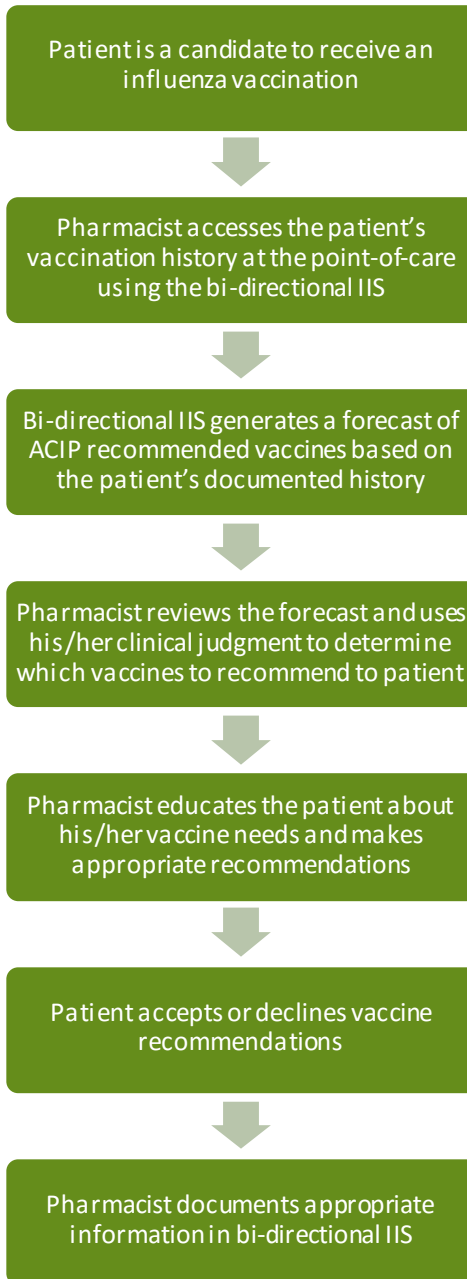 Patient is a candidate to receive an
influenza vaccination
Pharmacist accesses the patient's
vaccination history at the point-of-care
using the bi-directional IIS
Bi-directional IIS generates a forecast of
ACIP recommended vaccines based on
the patient's documented history
Pharmacist reviews the forecast and uses
his/her clinical judgment to determine
which vaccines to recommend to patient
Pharmacist educates the patient about
his/her vaccine needs and makes
appropriate recommendations
Patient accepts or declines vaccine
recommendations
Pharmacist documents appropriate
information in bi-directional IIS